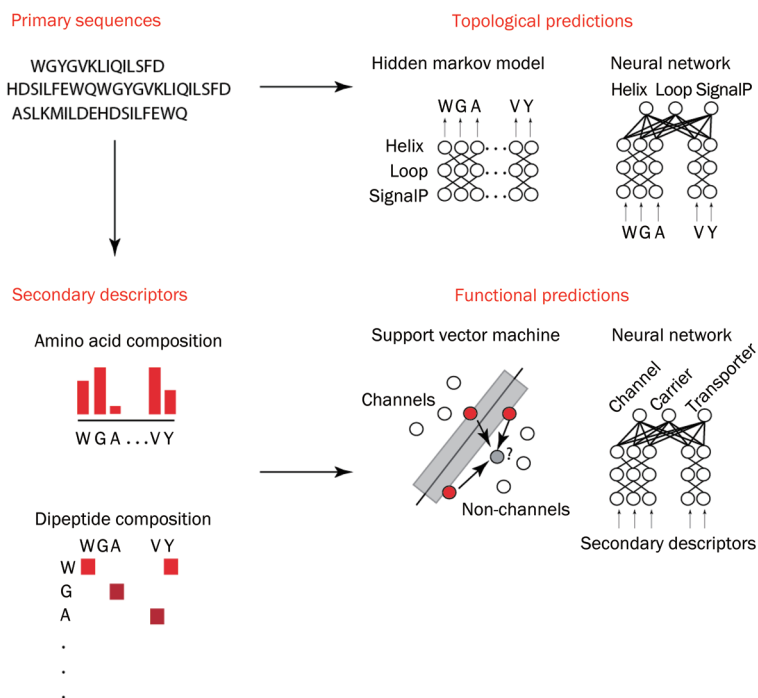 Primary sequences
WGYGVKLIQILSFD
HDSILFEWQWGYGVKLIQILSFD
ASLKMILDEHDSILFEWQ
Topological predictions
Hidden markov model
W G A V Y
Helix
Loop
SignalP
Neural network
Helix Loop SignalP
W G A V Y
Secondary descriptors
Amino acid composition
W G A ... V Y
Dipeptide composition
W G A V Y
W
G
A
.
.
.
Functional predictions
Support vector machine
Channels
?
Non-channels
Neural network
Channel
Carrier
Transporter
Secondary descriptors